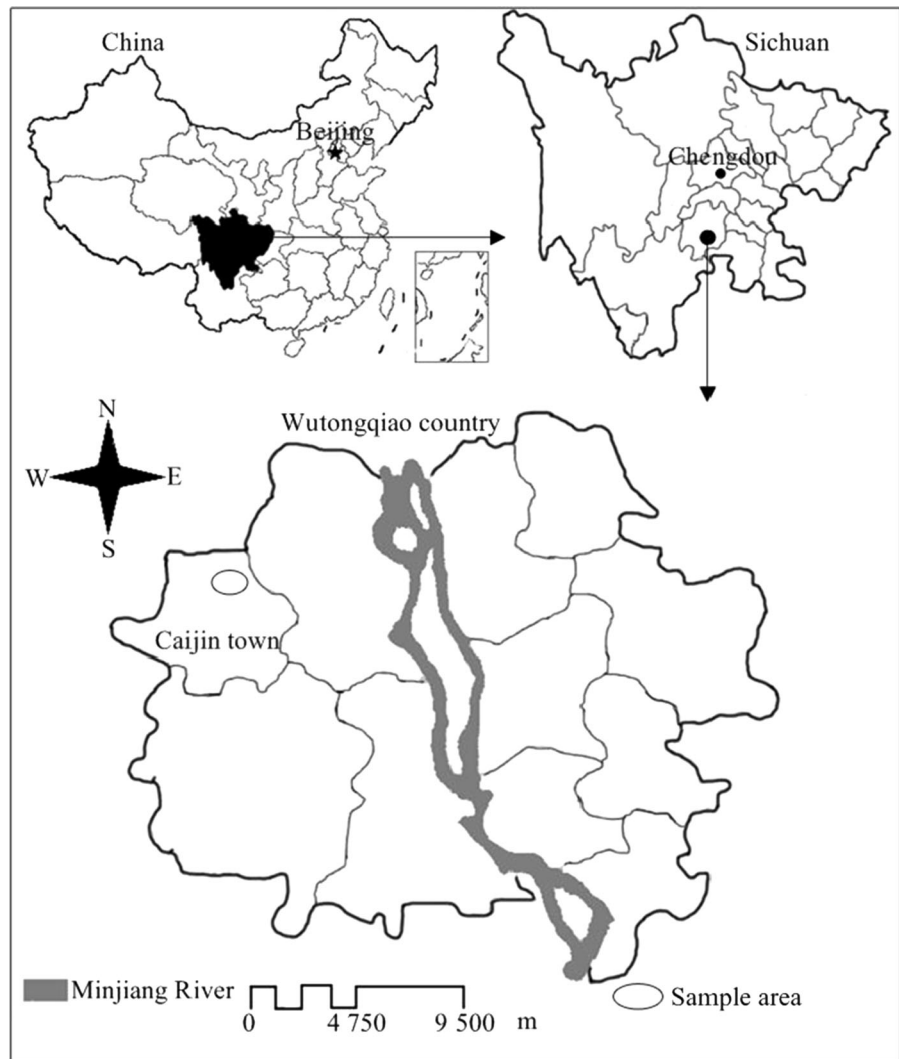 China
Sichuan
Beijing
Chengdou
Wutongqiao country
N
W
E
S
Caijin town
Minjiang River
0
4 750
9 500
m
Sample area